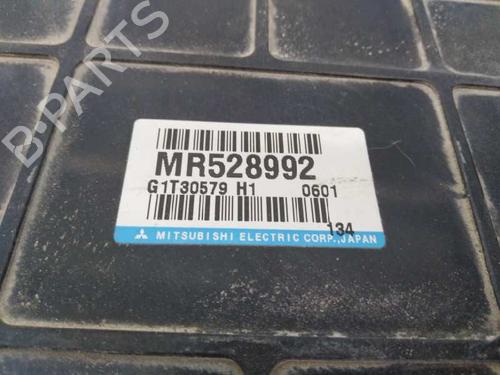 B-PARTS
MR528992
G1T30579 H1 0601
134
MITSUBISHI ELECTRIC CORP.,JAPAN